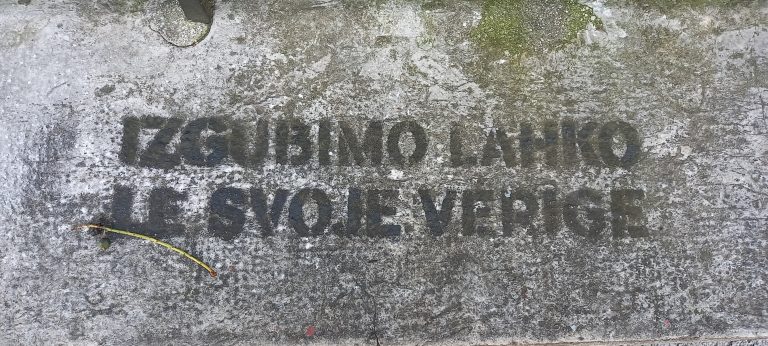 IZGUBIMO LAHKO
LE SVOJE VERIGE